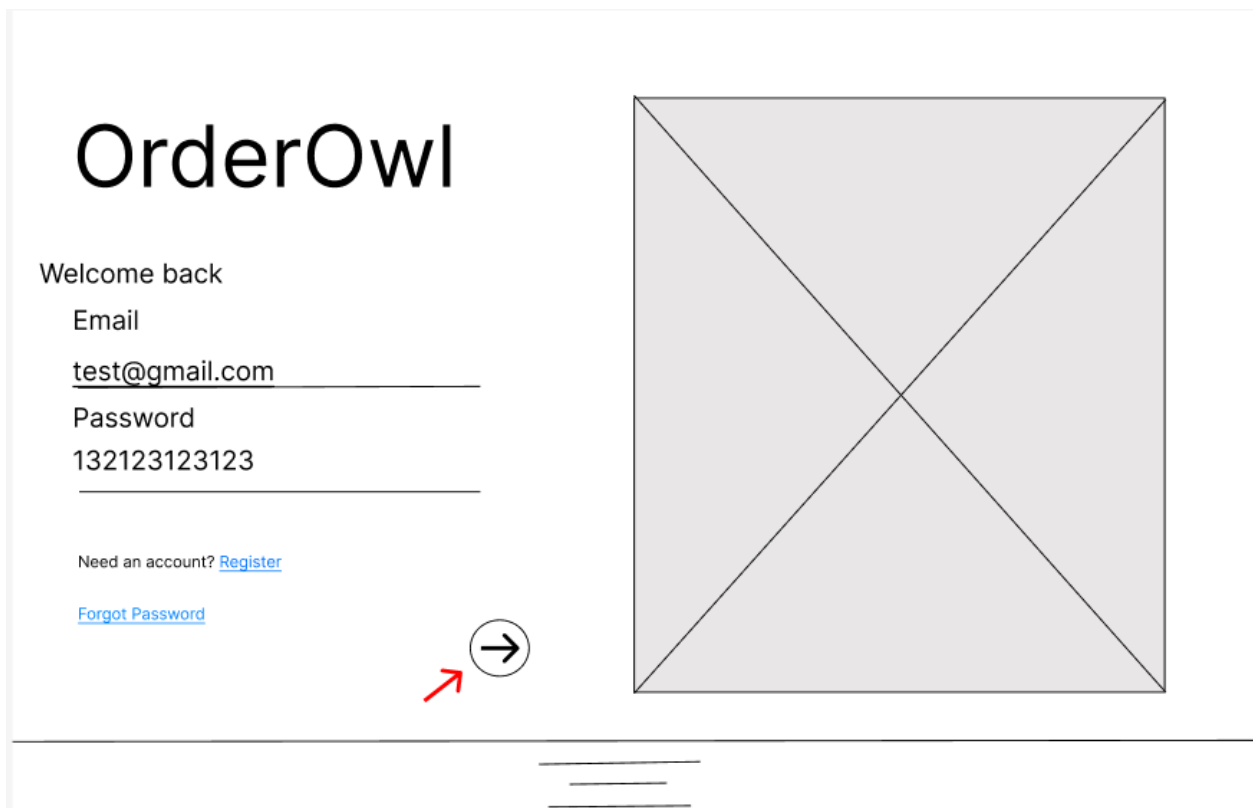 OrderOwl
Welcome back
Email
test@gmail.com
Password
132123123123
Need an account? Register
Forgot Password